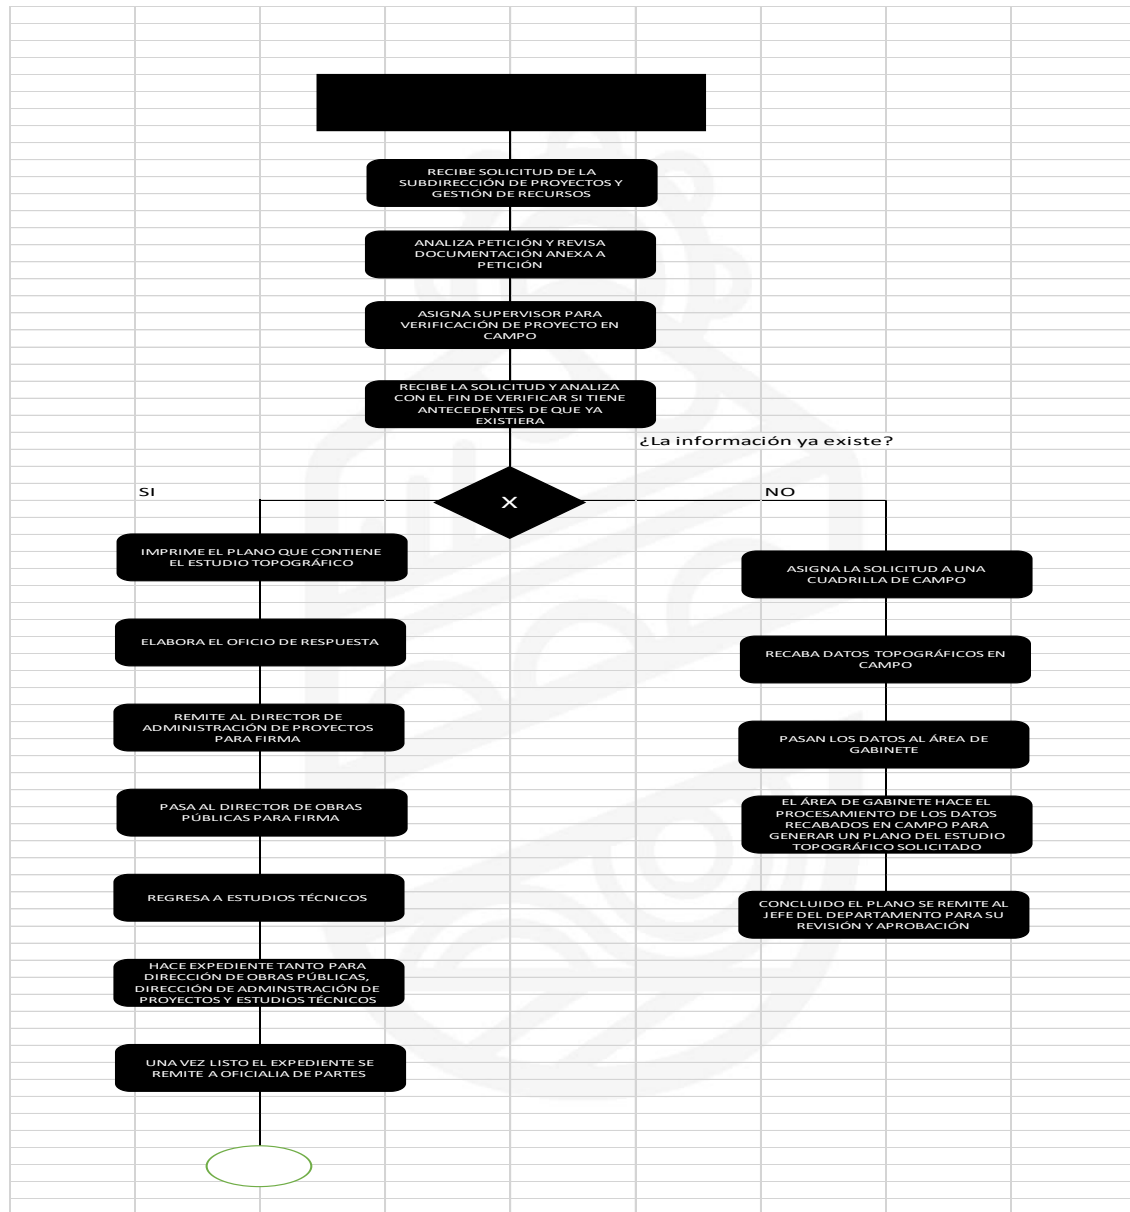 RECIBE SOLICITUD DE LA
SUBDIRECCIÓN DE PROYECTOS Y
GESTIÓN DE RECURSOS
ANALIZA PETICIÓN Y REVISA
DOCUMENTACIÓN ANEXA A
PETICIÓN
ASIGNA SUPERVISOR PARA
VERIFICACIÓN DE PROYECTO EN
CAMPO
RECIBE LA SOLICITUD Y ANALIZA
CON EL FIN DE VERIFICAR SI TIENE
ANTECEDENTES DE QUE YA
EXISTIERA
¿La información ya existe?
X
SI
IMPRIME EL PLANO QUE CONTIENE
EL ESTUDIO TOPOGRÁFICO
ELABORA EL OFICIO DE RESPUESTA
REMITE AL DIRECTOR DE
ADMINISTRACIÓN DE PROYECTOS
PARA FIRMA
PASA AL DIRECTOR DE OBRAS
PÚBLICAS PARA FIRMA
REGRESA A ESTUDIOS TÉCNICOS
HACE EXPEDIENTE TANTO PARA
DIRECCIÓN DE OBRAS PÚBLICAS,
DIRECCIÓN DE ADMINSTRACIÓN DE
PROYECTOS Y ESTUDIOS TÉCNICOS
UNA VEZ LISTO EL EXPEDIENTE SE
REMITE A OFICIALIA DE PARTES
NO
ASIGNA LA SOLICITUD A UNA
CUADRILLA DE CAMPO
RECABA DATOS TOPOGRÁFICOS EN
CAMPO
PASAN LOS DATOS AL ÁREA DE
GABINETE
EL ÁREA DE GABINETE HACE EL
PROCESAMIENTO DE LOS DATOS
RECABADOS EN CAMPO PARA
GENERAR UN PLANO DEL ESTUDIO
TOPOGRÁFICO SOLICITADO
CONCLUIDO EL PLANO SE REMITE AL
JEFE DEL DEPARTAMENTO PARA SU
REVISIÓN Y APROBACIÓN